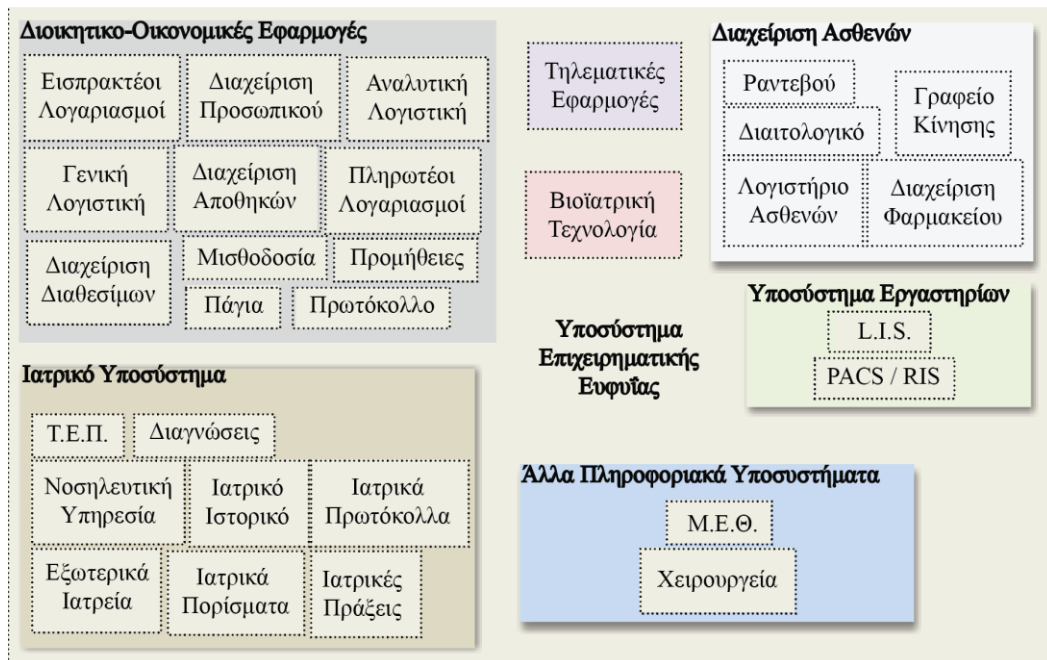 Διοικητικο-Οικονομικές Εφαρμογές
Εισπρακτέοι
Λογαριασμοί
Διαχείριση
Προσωπικού
Αναλυτική
Λογιστική
Γενική
Λογιστική
Διαχείριση
Αποθηκών
Πληρωτέοι
Λογαριασμοί
Διαχείριση
Διαθεσίμων
Μισθοδοσία
Προμήθειες
Πάγια
Πρωτόκολλο
Τηλεματικές
Εφαρμογές
Βιοϊατρική
Τεχνολογία
Διαχείριση Ασθενών
Ραντεβού
Γραφείο
Κίνησης
Διαιτολογικό
Λογιστήριο
Ασθενών
Διαχείριση
Φαρμακείου
Υποσύστημα
Επιχειρηματικής
Ευφυΐας
Υποσύστημα Εργαστηρίων
L.I.S.
PACS / RIS
Ιατρικό Υποσύστημα
Τ.Ε.Π.
Διαγνώσεις
Νοσηλευτική
Υπηρεσία
Ιατρικό
Ιστορικό
Ιατρικά
Πρωτόκολλα
Εξωτερικά
Ιατρεία
Ιατρικά
Πορίσματα
Ιατρικές
Πράξεις
Άλλα Πληροφοριακά Υποσυστήματα
Μ.Ε.Θ.
Χειρουργεία